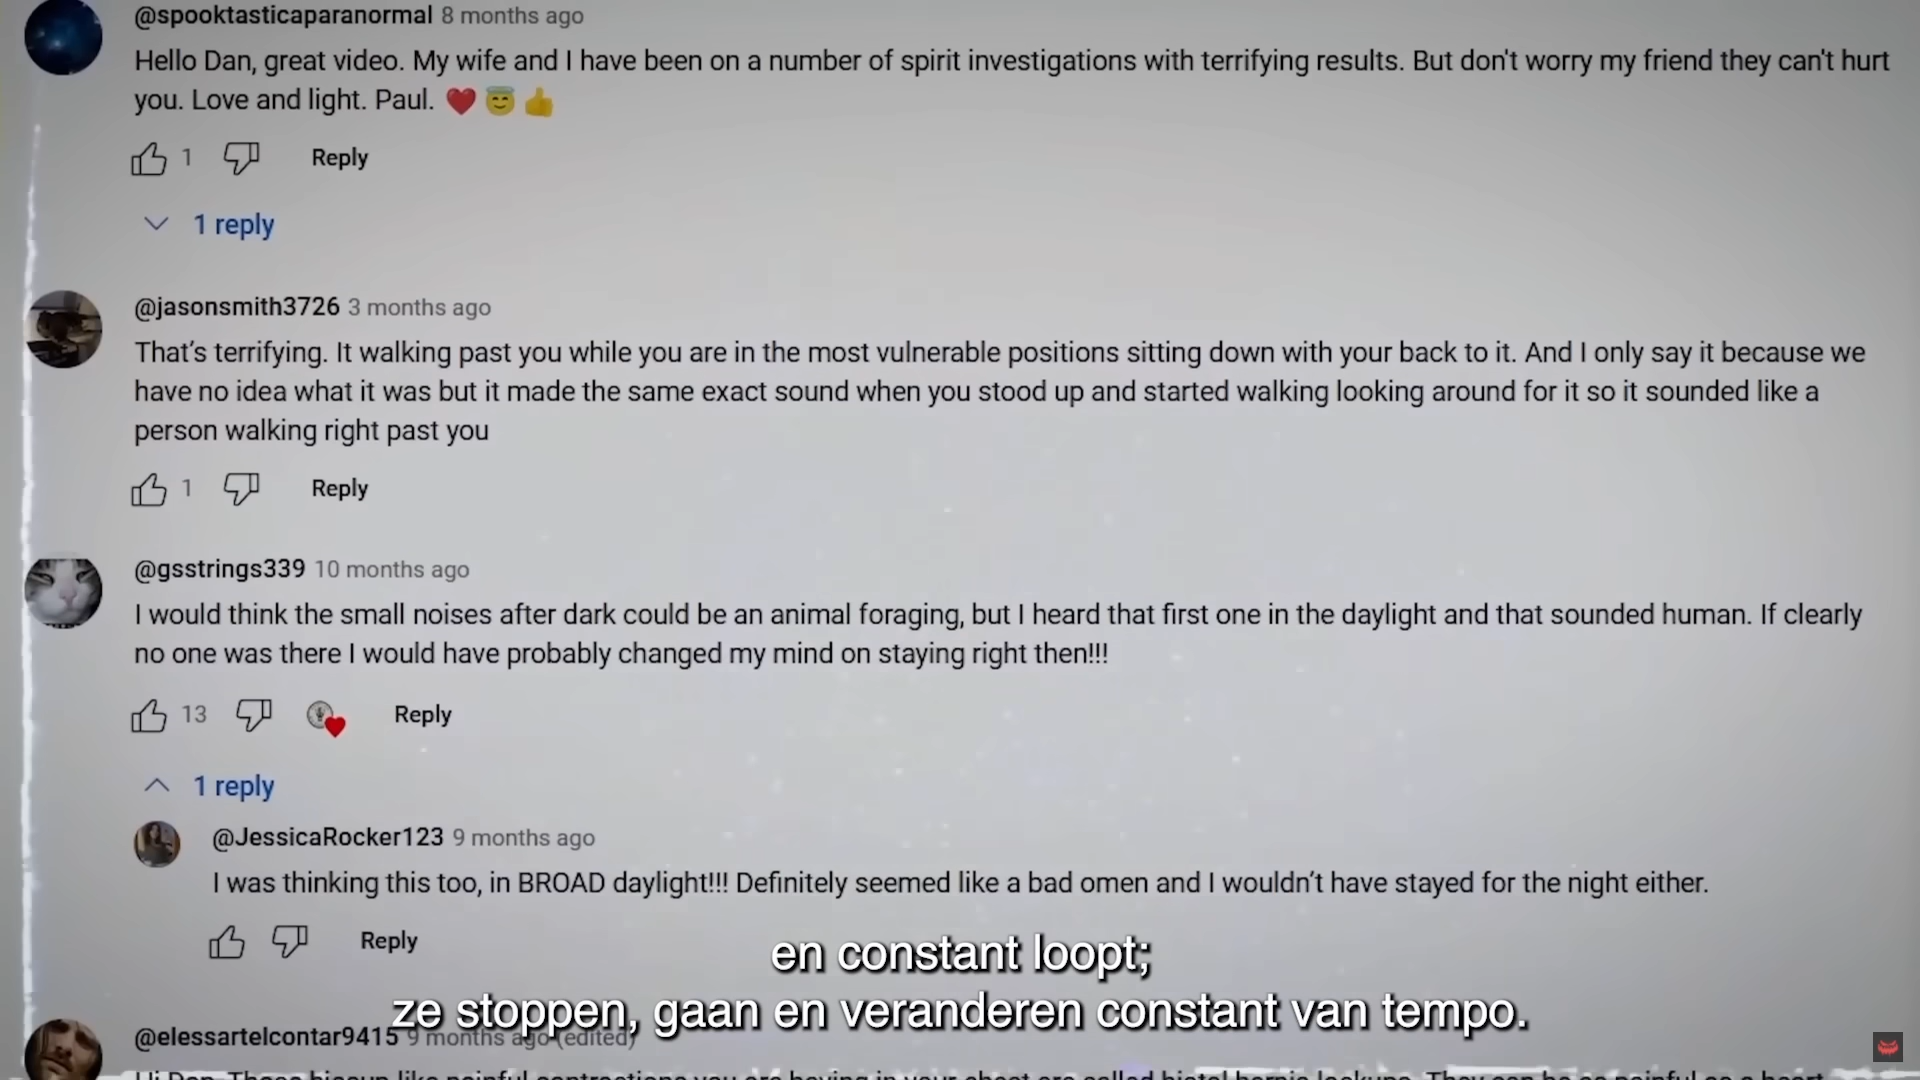 @spooktasticaparanormal 8 months ago
Hello Dan, great video. My wife and I have been on a number of spirit investigations with terrifying results. But don't worry my friend they can't hurt
you. Love and light. Paul. ❤️😇👍
1 Reply
1 reply
@jasonsmith3726 3 months ago
That's terrifying. It walking past you while you are in the most vulnerable positions sitting down with your back to it. And I only say it because we
have no idea what it was but it made the same exact sound when you stood up and started walking looking around for it so it sounded like a
person walking right past you
1 Reply
@gsstrings339 10 months ago
I would think the small noises after dark could be an animal foraging, but I heard that first one in the daylight and that sounded human. If clearly
no one was there I would have probably changed my mind on staying right then!!!
13 Reply
1 reply
@JessicaRocker123 9 months ago
I was thinking this too, in BROAD daylight!!! Definitely seemed like a bad omen and I wouldn't have stayed for the night either.
Reply
en constant loopt;
ze stoppen, gaan en veranderen constant van tempo.
@elessartelcontar9415 9 months ago (edited)